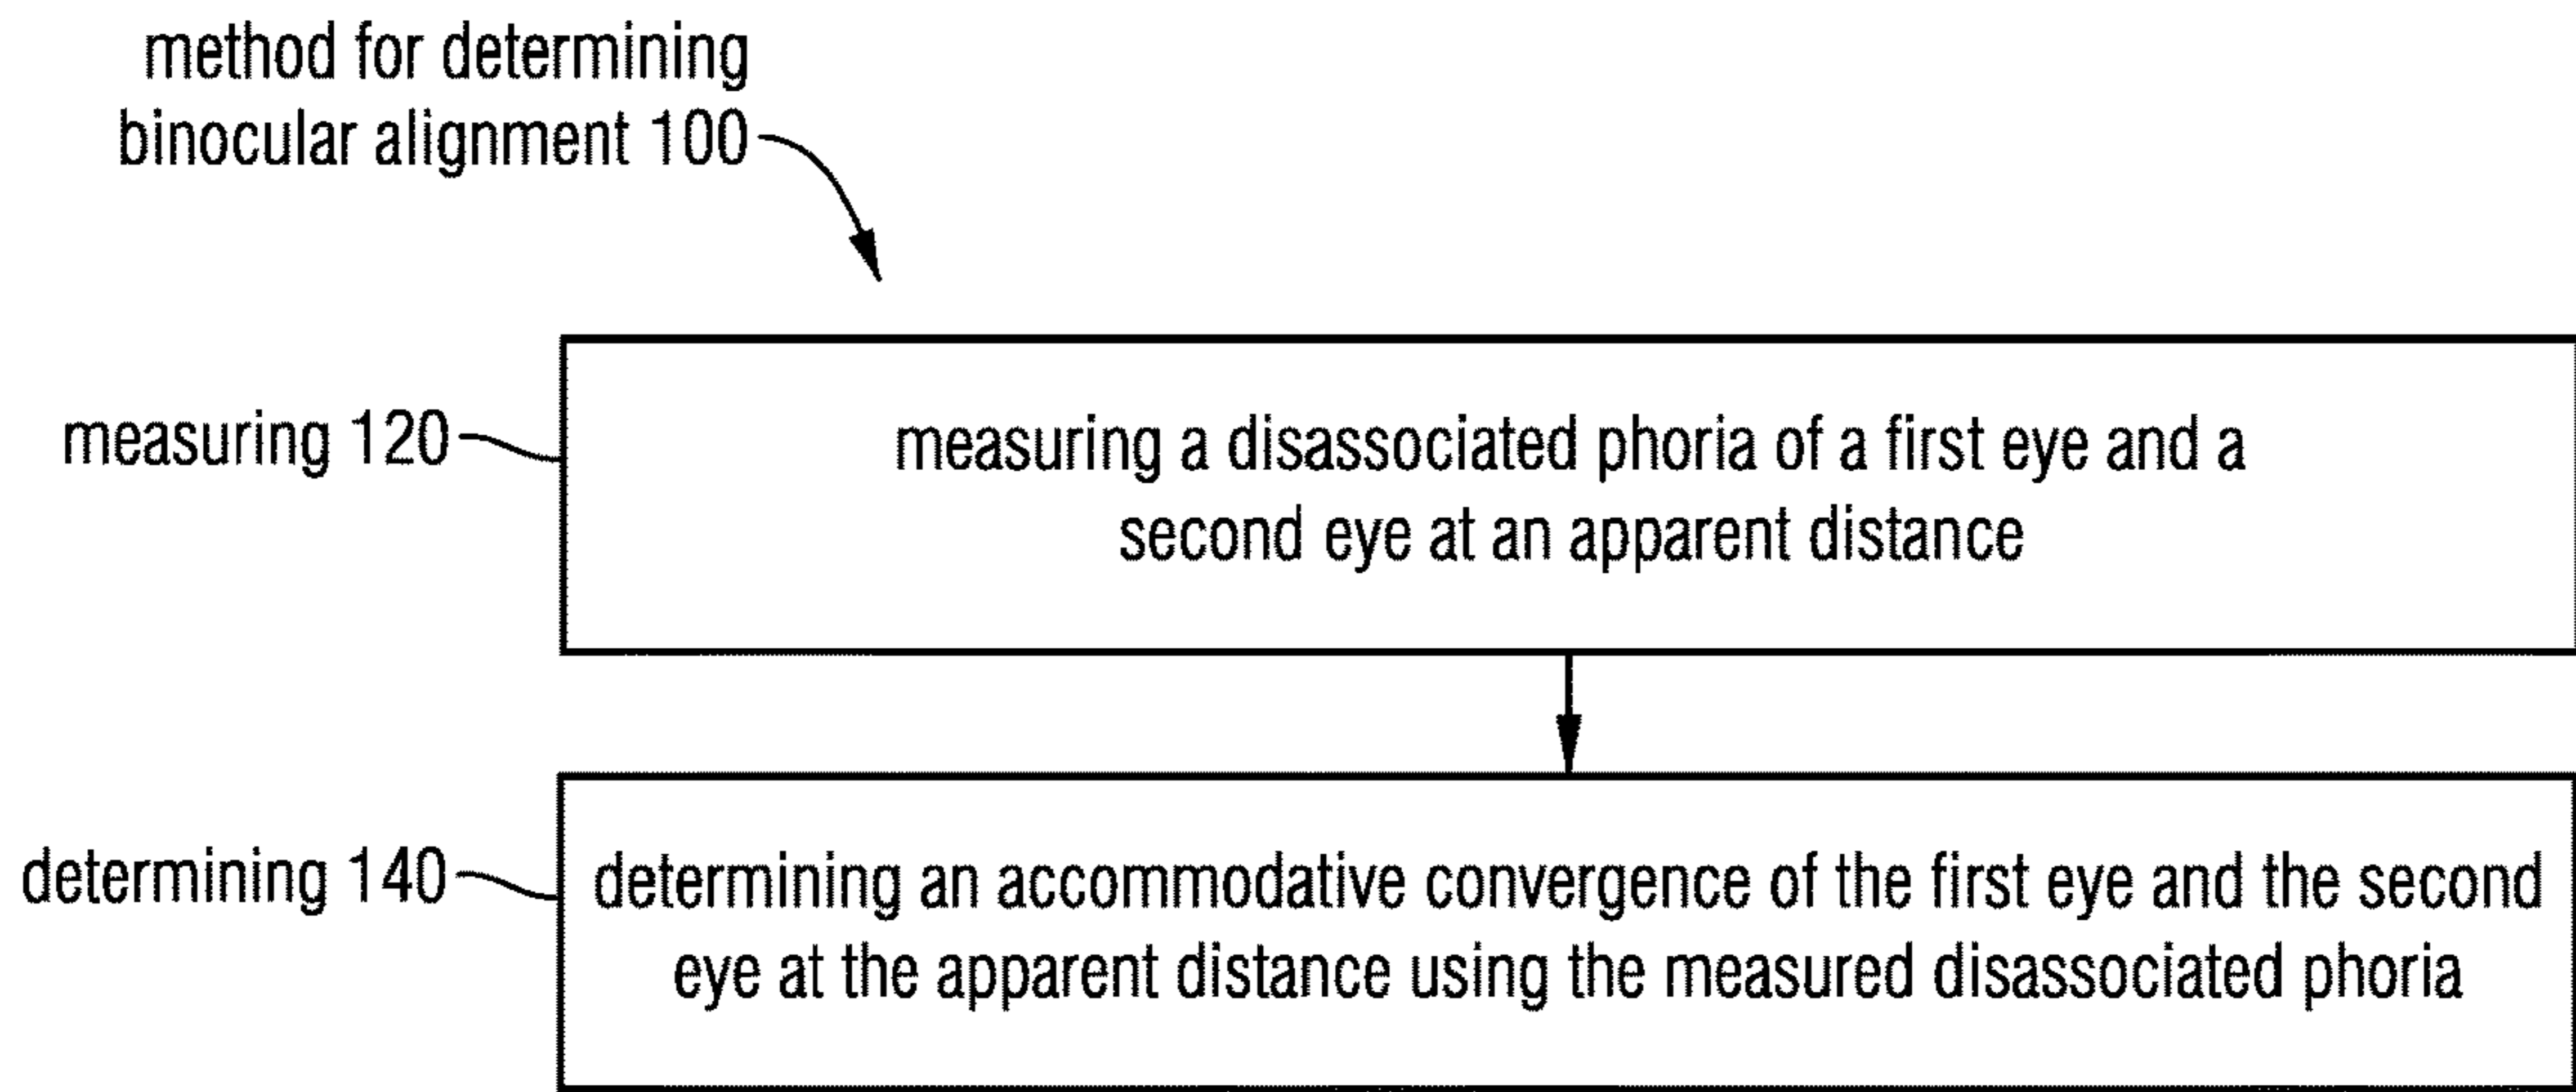 method for determining
binocular alignment 100
measuring 120
measuring a disassociated phoria of a first eye and a
second eye at an apparent distance
determining 140
determining an accommodative convergence of the first eye and the second
eye at the apparent distance using the measured disassociated phoria